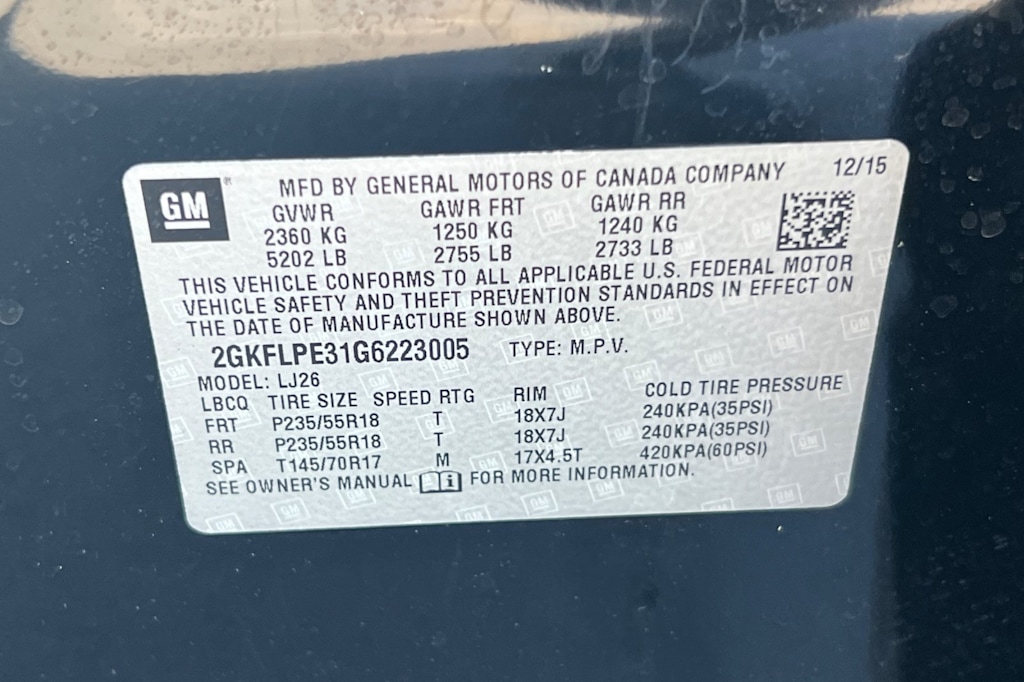 GM® MFD BY GENERAL MOTORS OF CANADA COMPANY 12/15
GVWR GAWR FRT GAWR RR
2360 KG 1250 KG 1240 KG
5202 LB 2755 LB 2733 LB
THIS VEHICLE CONFORMS TO ALL APPLICABLE U.S. FEDERAL MOTOR
VEHICLE SAFETY AND THEFT PREVENTION STANDARDS IN EFFECT ON
THE DATE OF MANUFACTURE SHOWN ABOVE.
2GKFLPE31G6223005 TYPE: M.P.V.
MODEL: LJ26
LBCQ TIRE SIZE SPEED RTG RIM COLD TIRE PRESSURE
FRT P235/55R18 T 18X7J 240KPA(35PSI)
RR P235/55R18 T 18X7J 240KPA(35PSI)
SPA T145/70R17 M 17X4.5T 420KPA(60PSI)
SEE OWNER'S MANUAL FOR MORE INFORMATION.